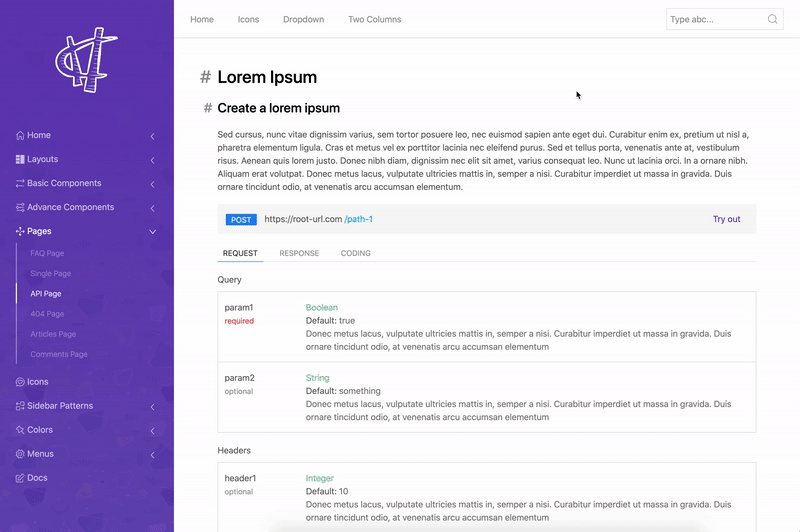 Home
Icons
Dropdown
Two Columns
Type abc...
Home
Layouts
Basic Components
Advance Components
Pages
FAQ Page
Single Page
API Page
404 Page
Articles Page
Comments Page
Icons
Sidebar Patterns
Colors
Menus
Docs
# Lorem Ipsum
# Create a lorem ipsum
Sed cursus, nunc vitae dignissim varius, sem tortor posuere leo, nec euismod sapien ante eget dui. Curabitur enim ex, pretium ut nisl a,
pharetra elementum ligula. Cras et metus vel ex porttitor lacinia nec eleifend purus. Sed et tellus porta, venenatis ante at, vestibulum
risus. Aenean quis lorem justo. Donec nibh diam, dignissim nec elit sit amet, varius consequat leo. Nunc ut lacinia orci. In a ornare nibh.
Aliquam erat volutpat. Donec metus lacus, vulputate ultricies mattis in, semper a nisi. Curabitur imperdiet ut massa in gravida. Duis
ornare tincidunt odio, at venenatis arcu accumsan elementum.
POST https://root-url.com /path-1 Try out
REQUEST RESPONSE CODING
Query
param1 Boolean
required Default: true
Donec metus lacus, vulputate ultricies mattis in, semper a nisi. Curabitur imperdiet ut massa in gravida. Duis
ornare tincidunt odio, at venenatis arcu accumsan elementum
param2 String
optional Default: something
Donec metus lacus, vulputate ultricies mattis in, semper a nisi. Curabitur imperdiet ut massa in gravida. Duis
ornare tincidunt odio, at venenatis arcu accumsan elementum
Headers
header1 Integer
optional Default: 10
Donec metus lacus, vulputate ultricies mattis in, semper a nisi. Curabitur imperdiet ut massa in gravida. Duis
ornare tincidunt odio, at venenatis arcu accumsan elementum